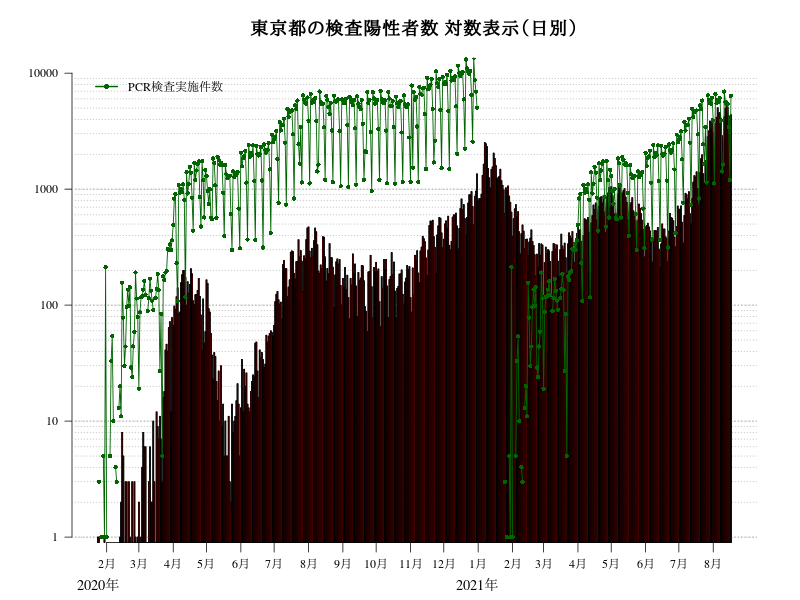 東京都の検査陽性者数 対数表示(日別)
10000
PCR検査実施件数
1000
100
10
1
2月 3月 4月 5月 6月 7月 8月 9月 10月 11月 12月 1月 2月 3月 4月 5月 6月 7月 8月
2020年 2021年